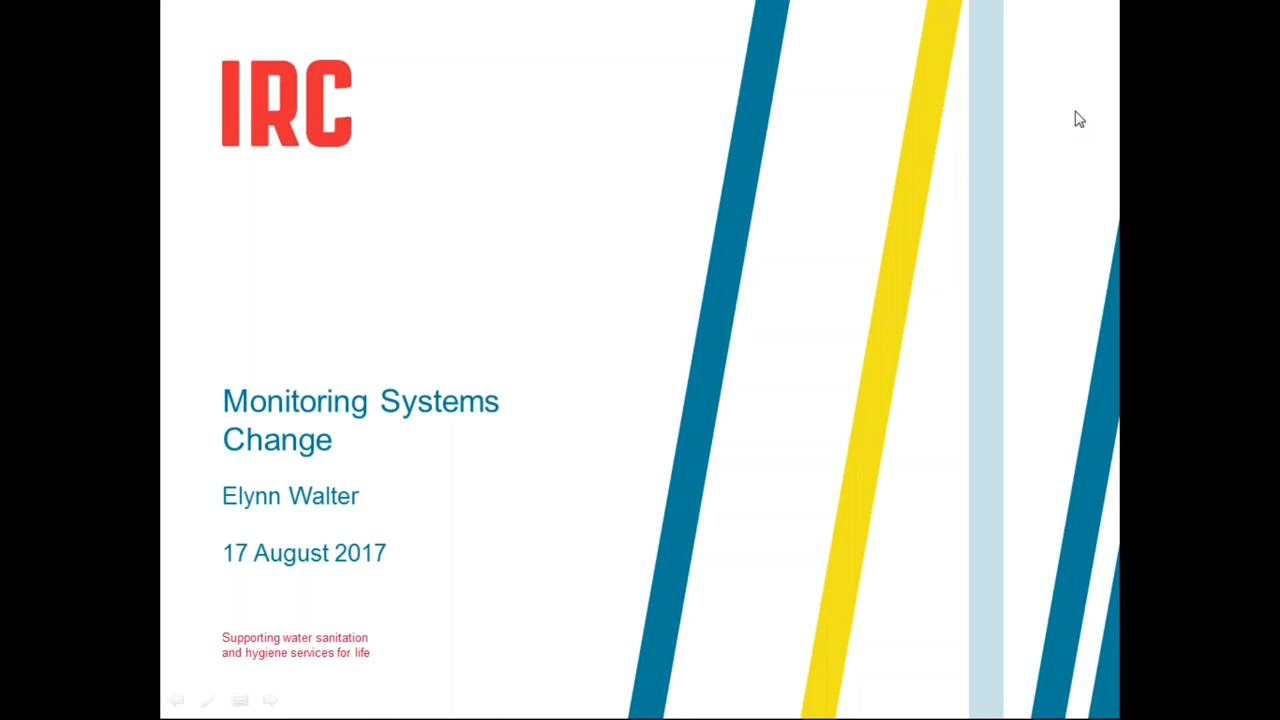 IRC
Monitoring Systems
Change
Elynn Walter
17 August 2017
Supporting water sanitation
and hygiene services for life